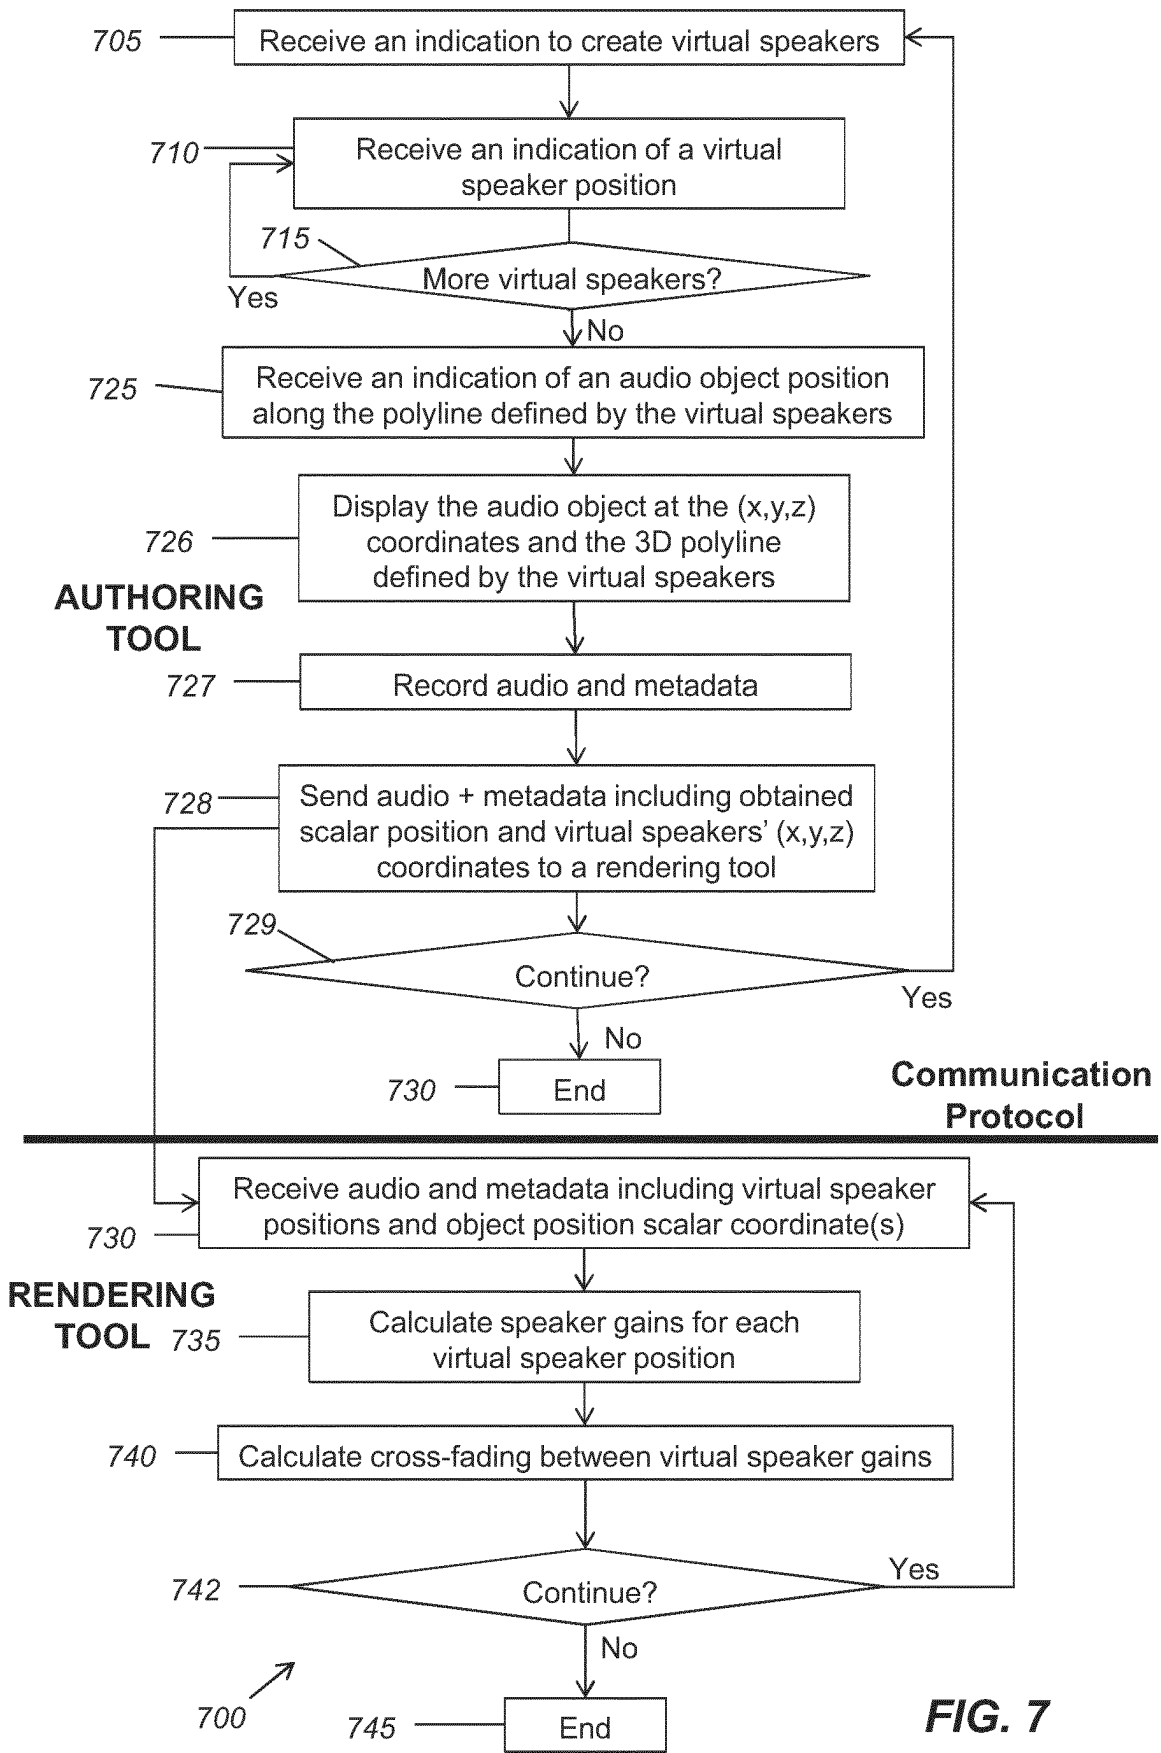 705
Receive an indication to create virtual speakers
710
Receive an indication of a virtual
speaker position
715
More virtual speakers?
Yes
No
725
Receive an indication of an audio object position
along the polyline defined by the virtual speakers
726
Display the audio object at the (x,y,z)
coordinates and the 3D polyline
defined by the virtual speakers
AUTHORING
TOOL
727
Record audio and metadata
728
Send audio + metadata including obtained
scalar position and virtual speakers’ (x,y,z)
coordinates to a rendering tool
729
Continue?
Yes
No
730
End
Communication
Protocol
Receive audio and metadata including virtual speaker
positions and object position scalar coordinate(s)
730
RENDERING
TOOL
735
Calculate speaker gains for each
virtual speaker position
740
Calculate cross-fading between virtual speaker gains
742
Continue?
Yes
No
700
745
End
FIG. 7